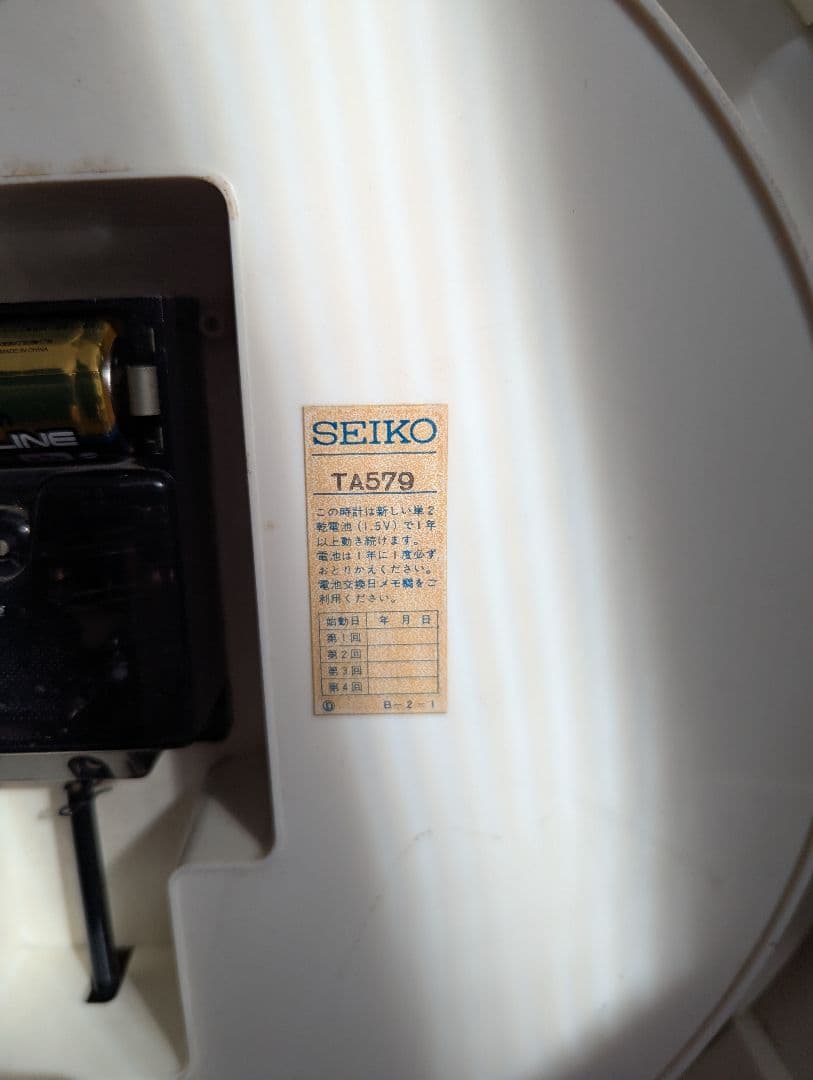 MADE IN CHINA
LINE
SEIKO
TA579
この時計は新しい単2
乾電池(1.5V)で1年
以上動き続けます。
電池は1年に1度必ず
おとりかえください。
電池交換日メモ欄をご
利用ください。
始動日 年 月 日
第1回
第2回
第3回
第4回
B-2-1